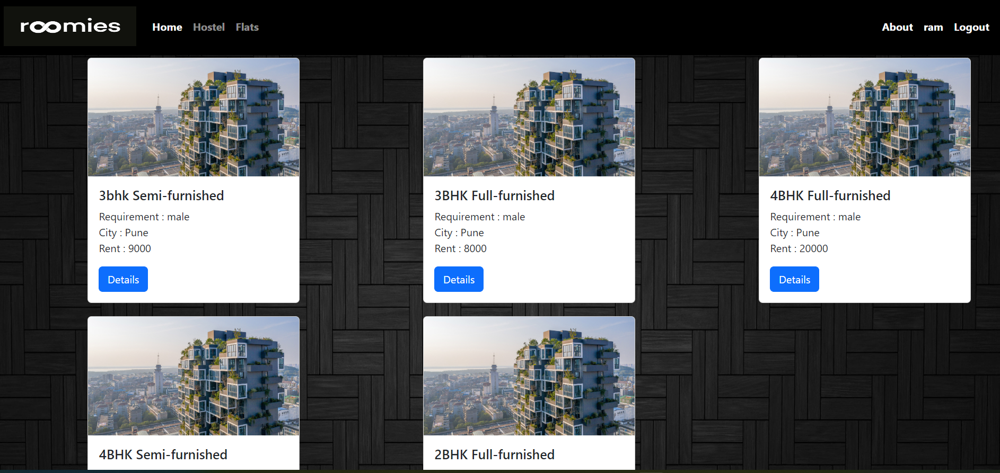 roomies
Home Hostel Flats
About ram Logout
3bhk Semi-furnished
Requirement : male
City : Pune
Rent : 9000
Details
3BHK Full-furnished
Requirement : male
City : Pune
Rent : 8000
Details
4BHK Full-furnished
Requirement : male
City : Pune
Rent : 20000
Details
4BHK Semi-furnished
2BHK Full-furnished